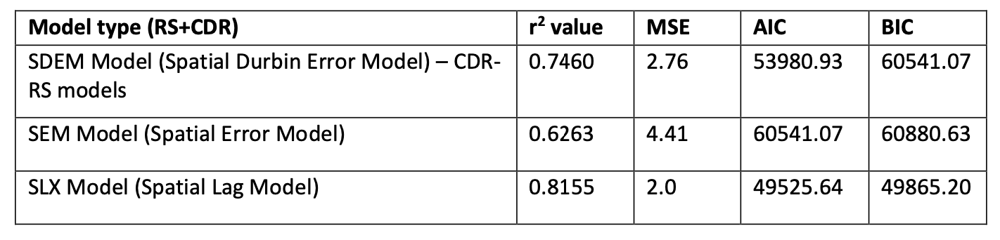 Model type (RS+CDR) r² value MSE AIC BIC
SDEM Model (Spatial Durbin Error Model) – CDR- 0.7460 2.76 53980.93 60541.07
RS models
SEM Model (Spatial Error Model) 0.6263 4.41 60541.07 60880.63
SLX Model (Spatial Lag Model) 0.8155 2.0 49525.64 49865.20